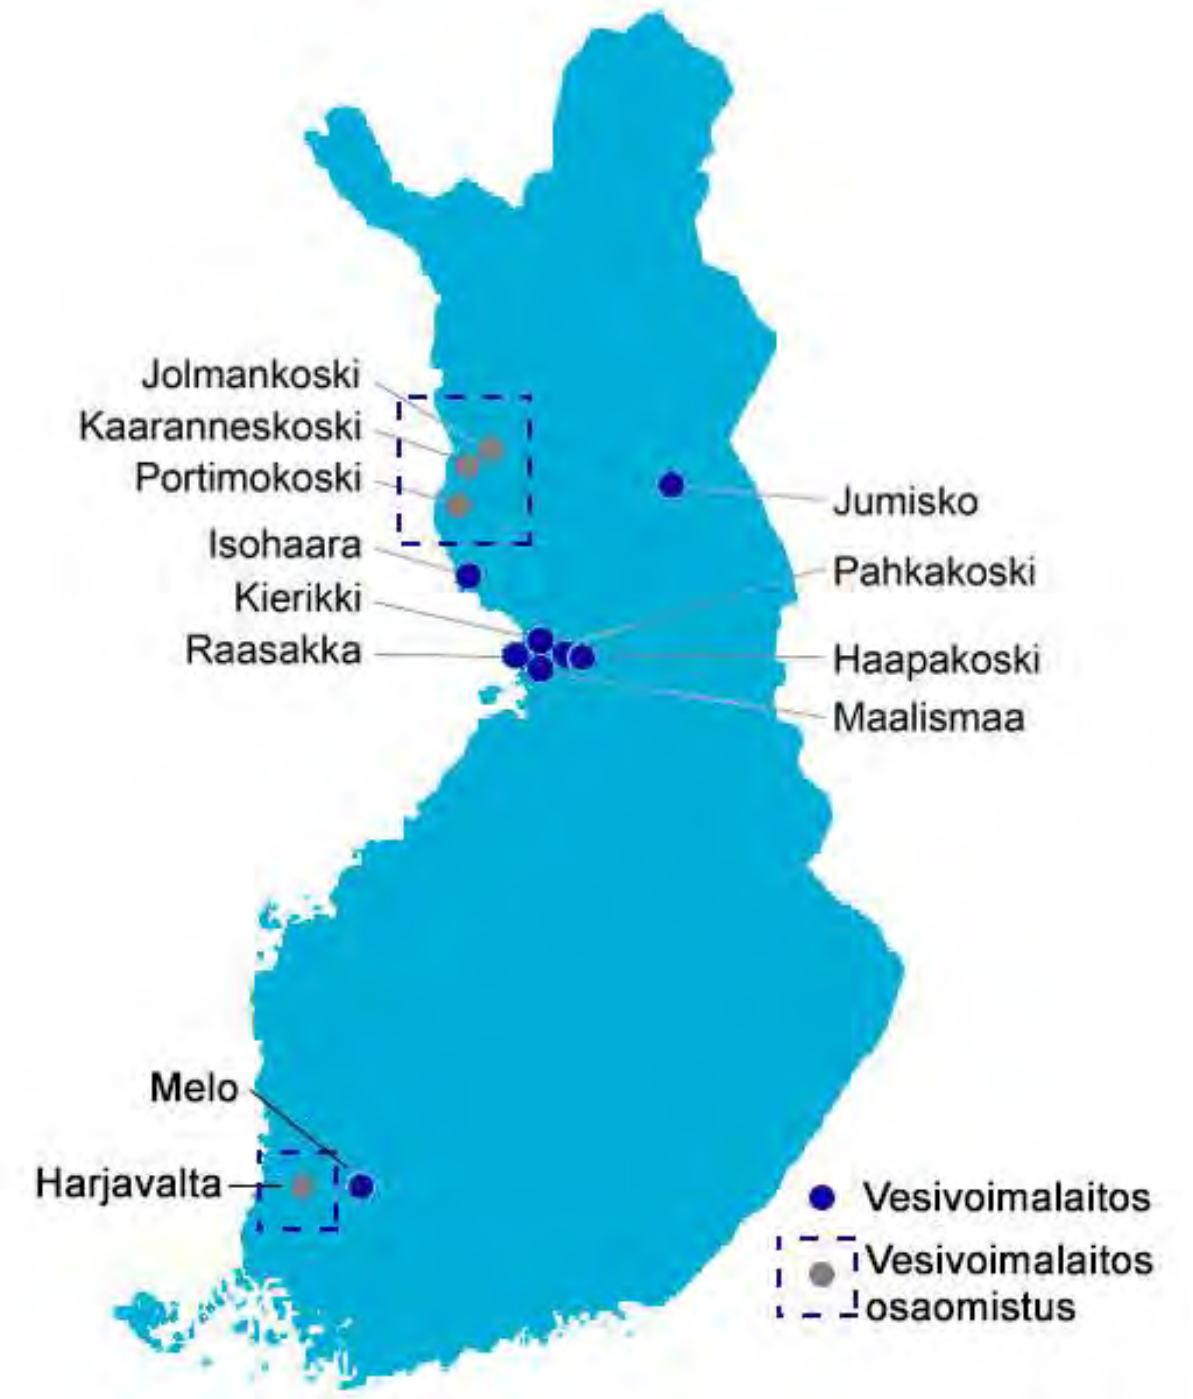 Jolmankoski
Kaaranneskoski
Portimokoski
Isohaara
Kierikki
Raasakka
Jumisko
Pahkakoski
Haapakoski
Maalismaa
Melo
Harjavalta
Vesivoimalaitos
Vesivoimalaitos
osaomistus